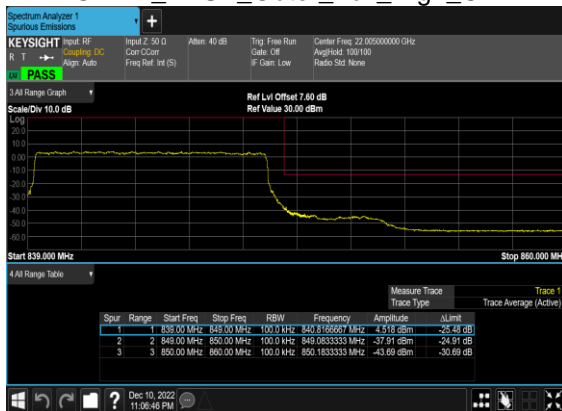 Spectrum Analyzer 1
Spurious Emissions
KEYSIGHT Input: RF Input Z: 50 Ω Atten: 40 dB Trig: Free Run Center Freq: 22.005000000 GHz
R T Coupling: DC Corr CCorr Gate: Off Avg|Hold: 100/100
Align: Auto Freq Ref: Int (S) IF Gain: Low Radio Std: None
PASS
3 All Range Graph
Ref Lvl Offset 7.60 dB
Scale/Div 10.0 dB Ref Value 30.00 dBm
Log
20.0
10.0
0.00
-10.0
-20.0
-30.0
-40.0
-50.0
-60.0
Start 839.000 MHz Stop 860.000 MH
4 All Range Table
Measure Trace Trace 1
Trace Type Trace Average (Active)
Spur Range Start Freq Stop Freq RBW Frequency Amplitude ΔLimit
1 1 839.00 MHz 849.00 MHz 100.0 kHz 840.8166667 MHz 4.518 dBm -25.48 dB
2 2 849.00 MHz 850.00 MHz 100.0 kHz 849.0833333 MHz -37.91 dBm -24.91 dB
3 3 850.00 MHz 860.00 MHz 100.0 kHz 850.1833333 MHz -43.69 dBm -30.69 dB
? Dec 10, 2022
11:06:46 PM